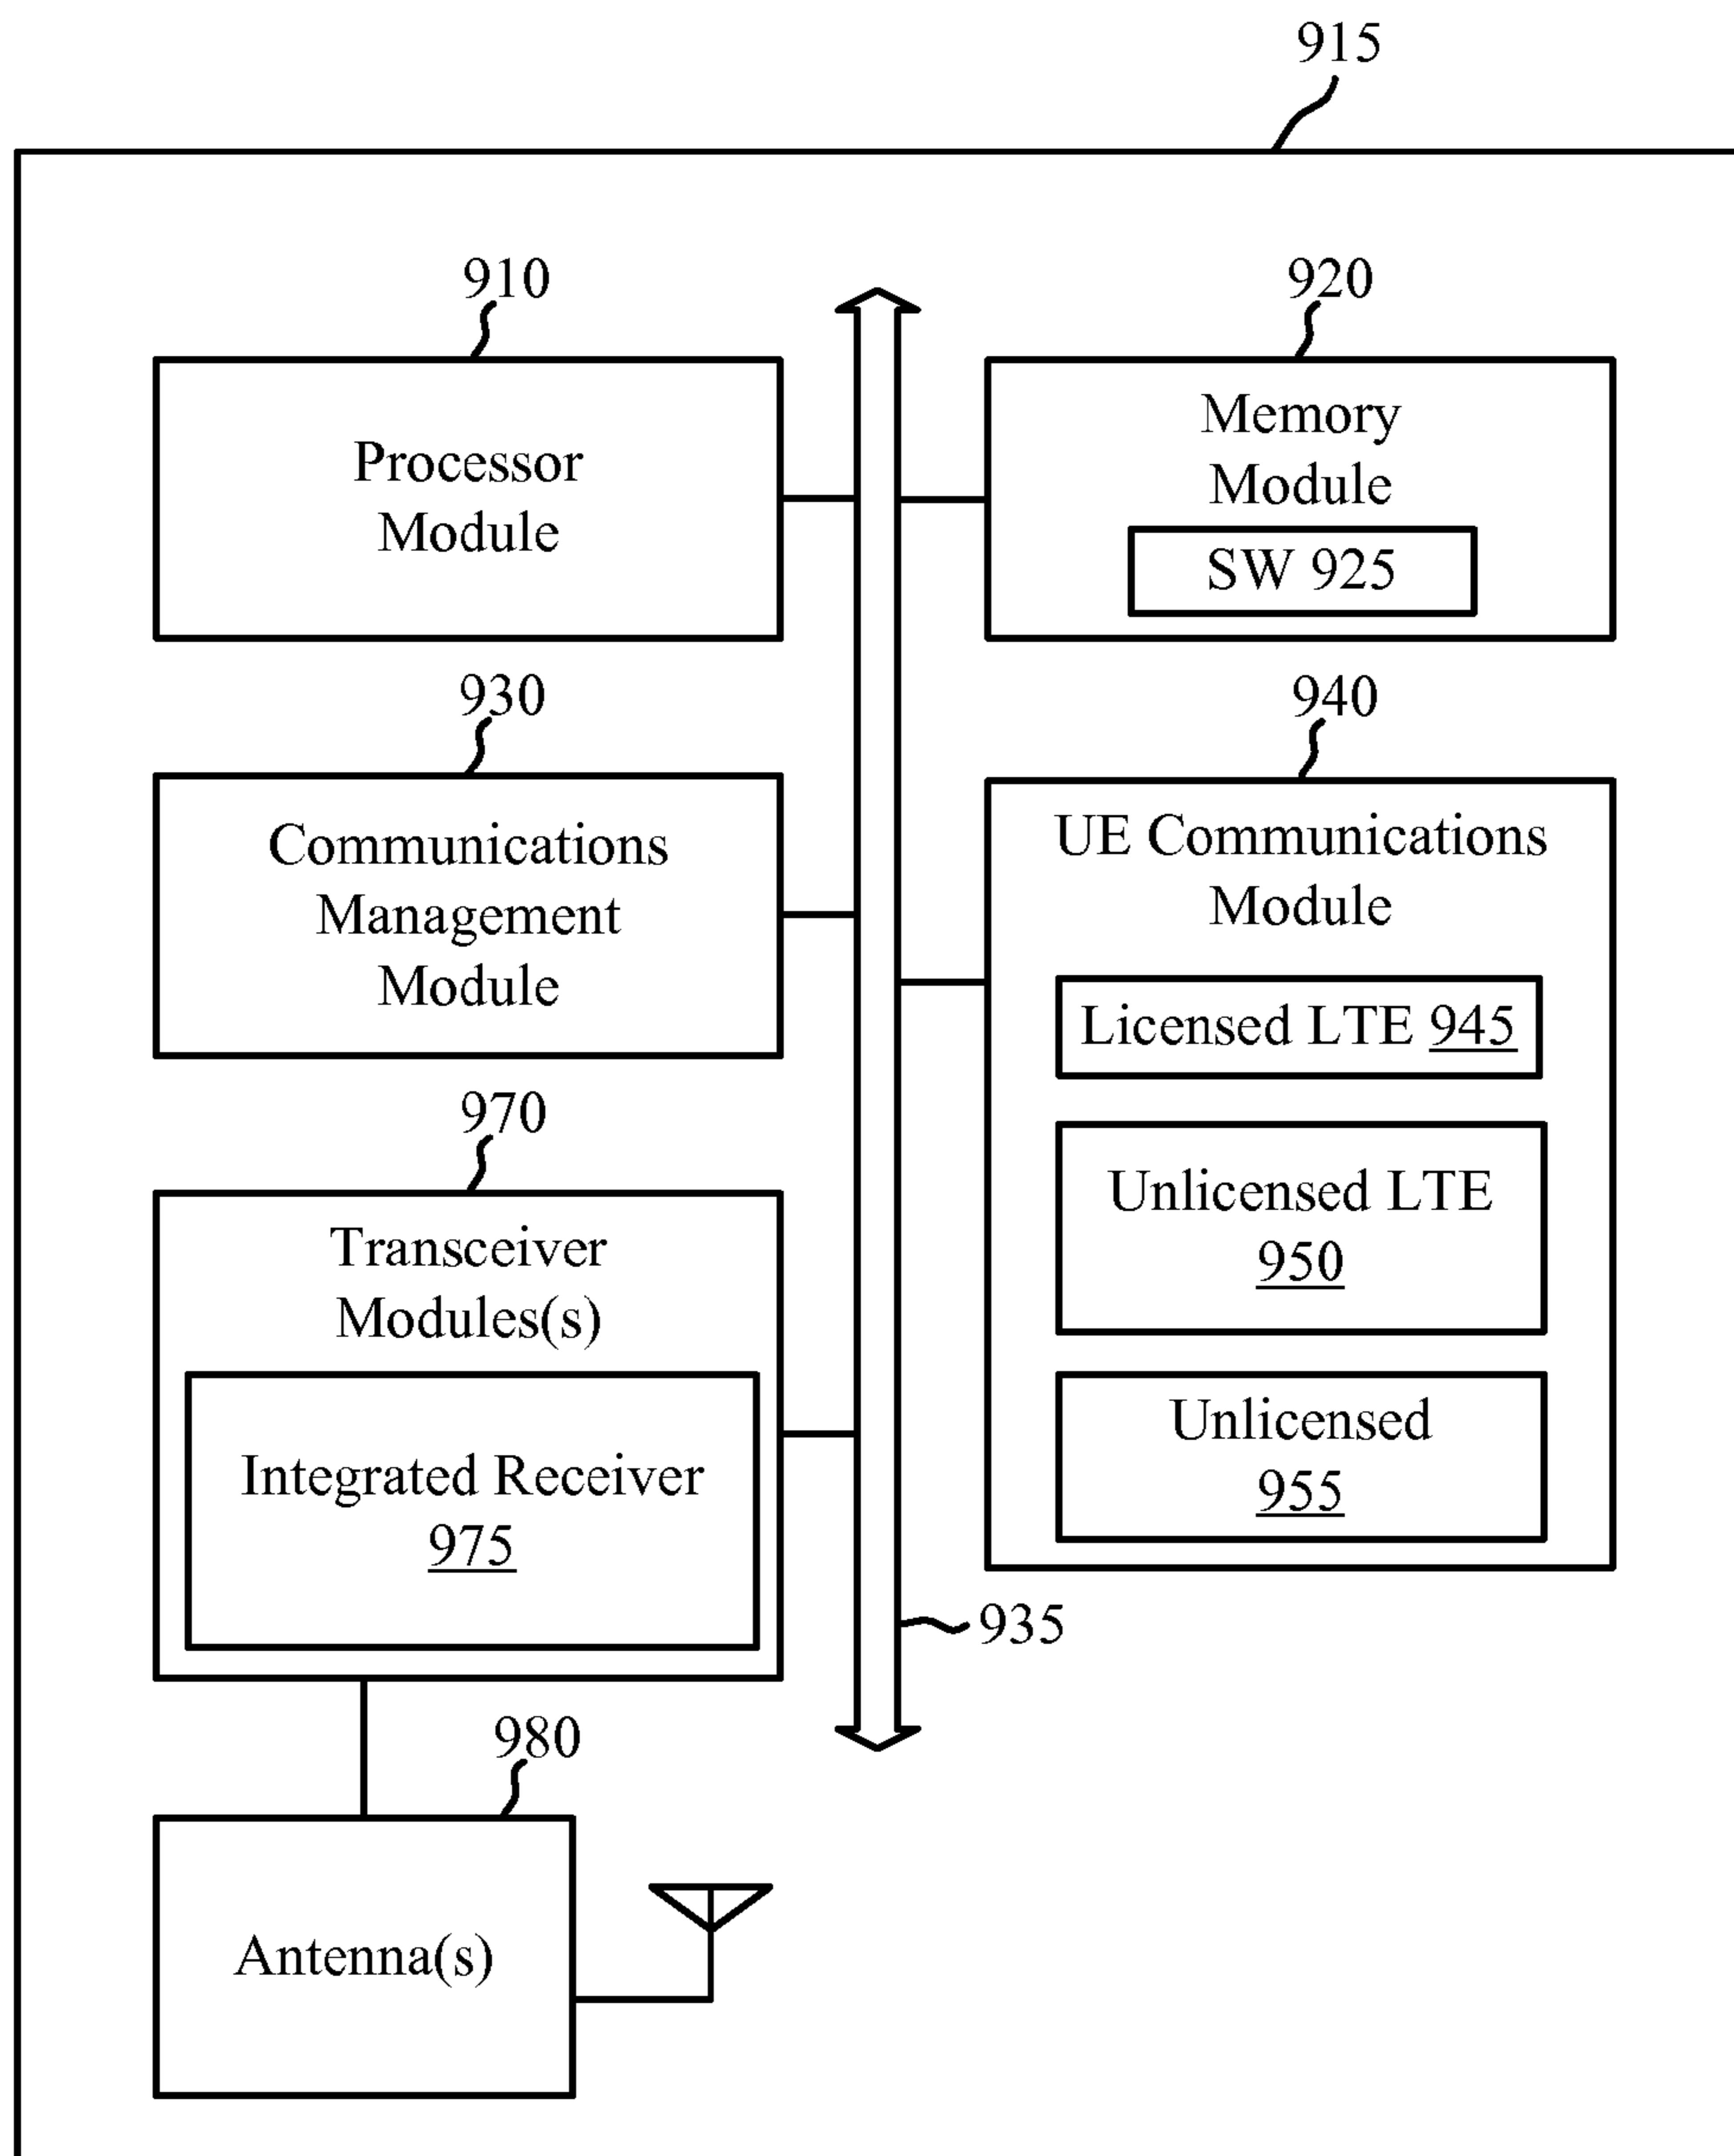 915
910
920
Processor
Module
Memory
Module
SW 925
930
940
Communications
Management
Module
UE Communications
Module
Licensed LTE 945
Unlicensed LTE
950
Unlicensed
955
970
Transceiver
Modules(s)
Integrated Receiver
975
935
980
Antenna(s)